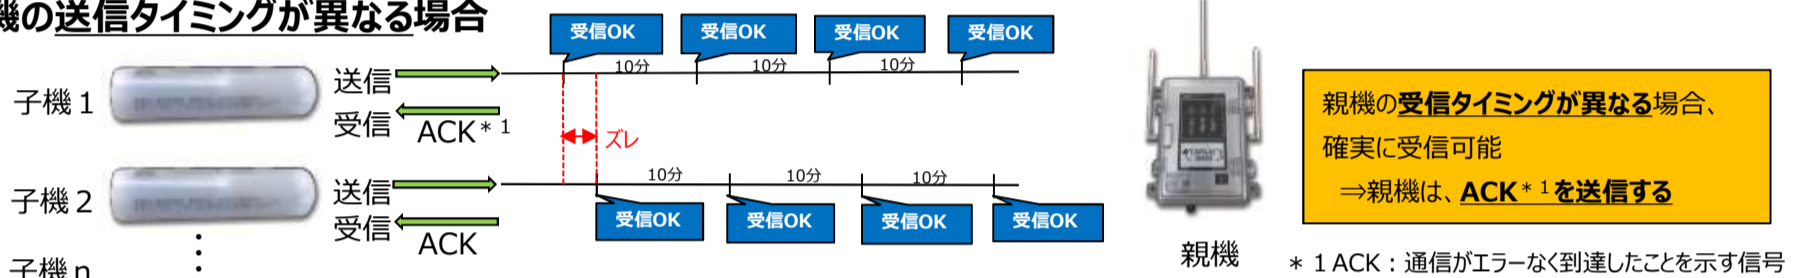 機の送信タイミングが異なる場合
受信OK 受信OK 受信OK 受信OK
10分 10分 10分
子機1
送信
受信
ACK＊1
ズレ
子機2
送信
受信
ACK
10分 10分 10分
受信OK 受信OK 受信OK 受信OK
子機n
親機
親機の受信タイミングが異なる場合、
確実に受信可能
⇒親機は、ACK＊1を送信する
＊1 ACK：通信がエラーなく到達したことを示す信号